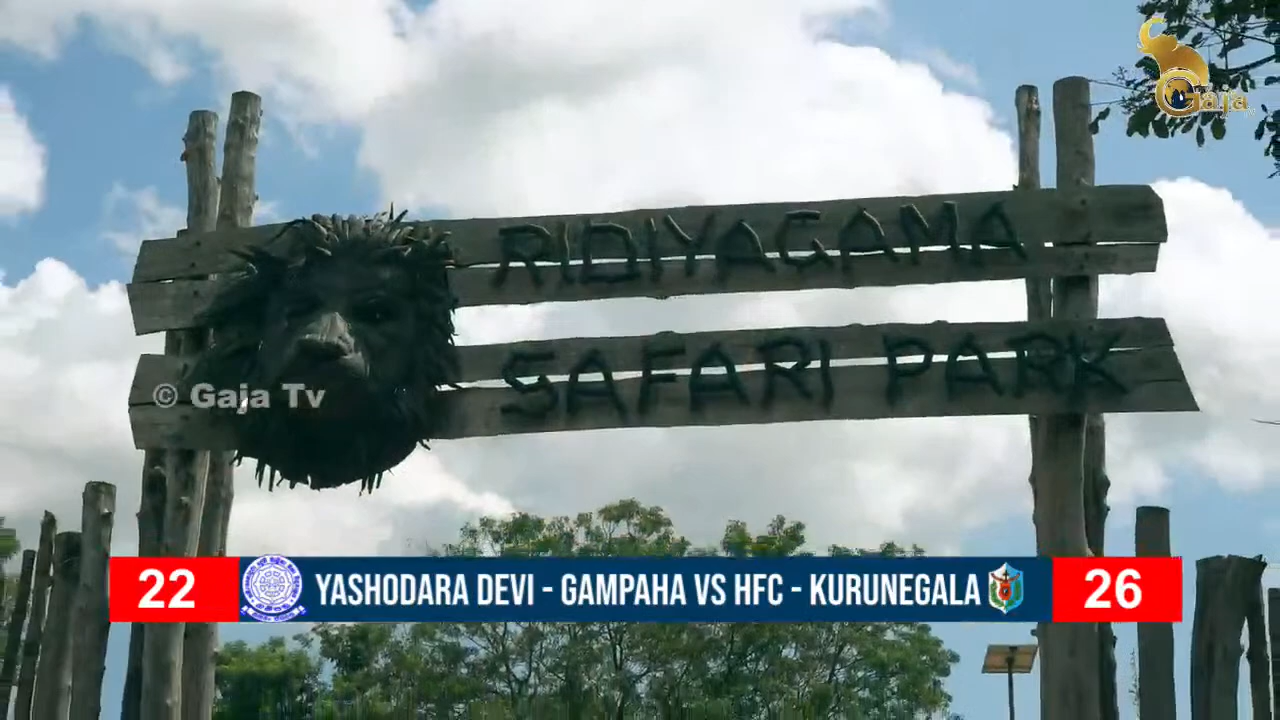 Gaja
RIDIYAGAMA
SAFARI PARK
© Gaja Tv
22
YASHODARA DEVI - GAMPAHA VS HFC - KURUNEGALA
26